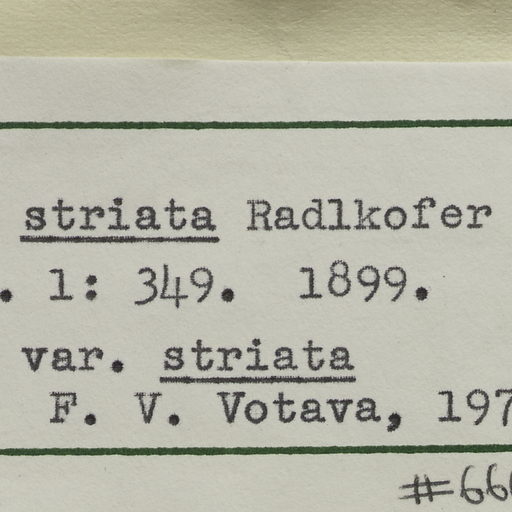 striata Radlkofer
. 1: 349. 1899.
var. striata
F. V. Votava, 197
#66